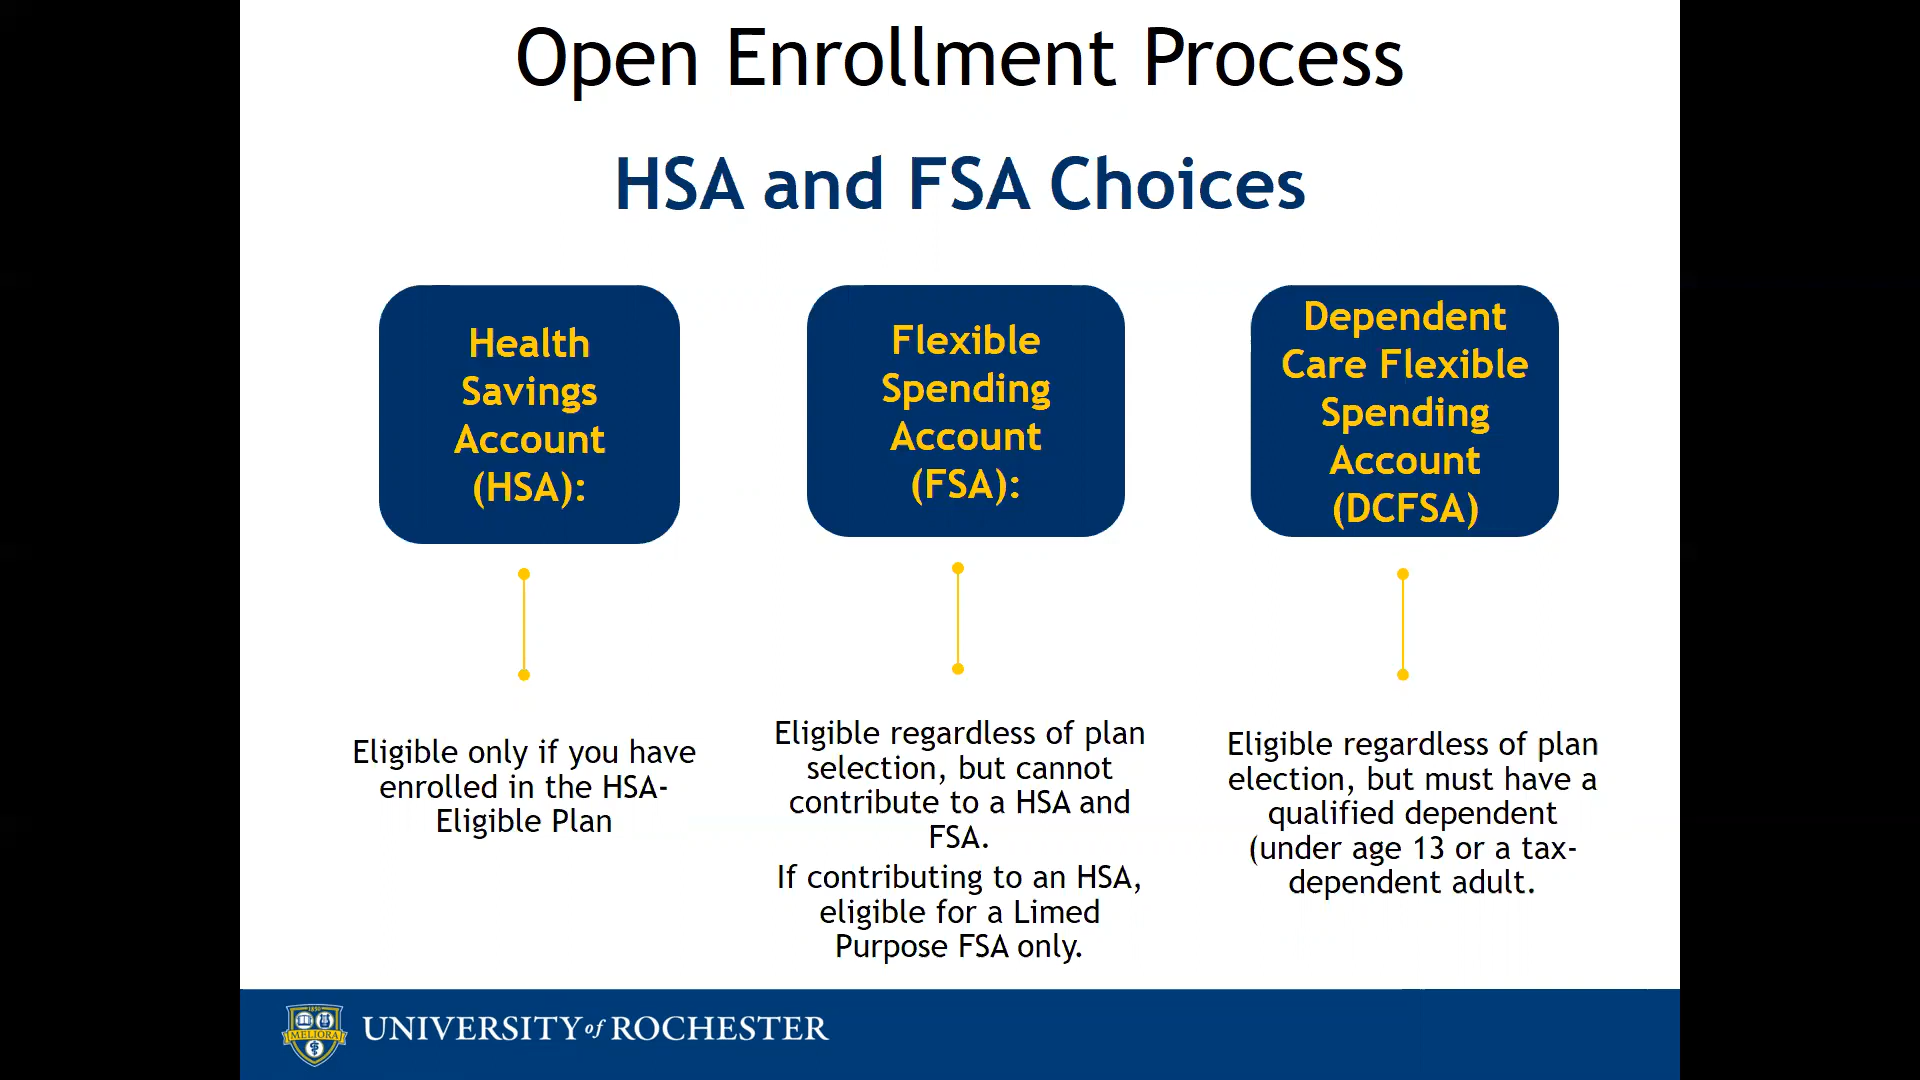 Open Enrollment Process
HSA and FSA Choices
Health
Savings
Account
(HSA):
Flexible
Spending
Account
(FSA):
Dependent
Care Flexible
Spending
Account
(DCFSA)
Eligible only if you have
enrolled in the HSA-
Eligible Plan
Eligible regardless of plan
selection, but cannot
contribute to a HSA and
FSA.
If contributing to an HSA,
eligible for a Limed
Purpose FSA only.
Eligible regardless of plan
election, but must have a
qualified dependent
(under age 13 or a tax-
dependent adult.
1850
MELIORA
UNIVERSITY of ROCHESTER